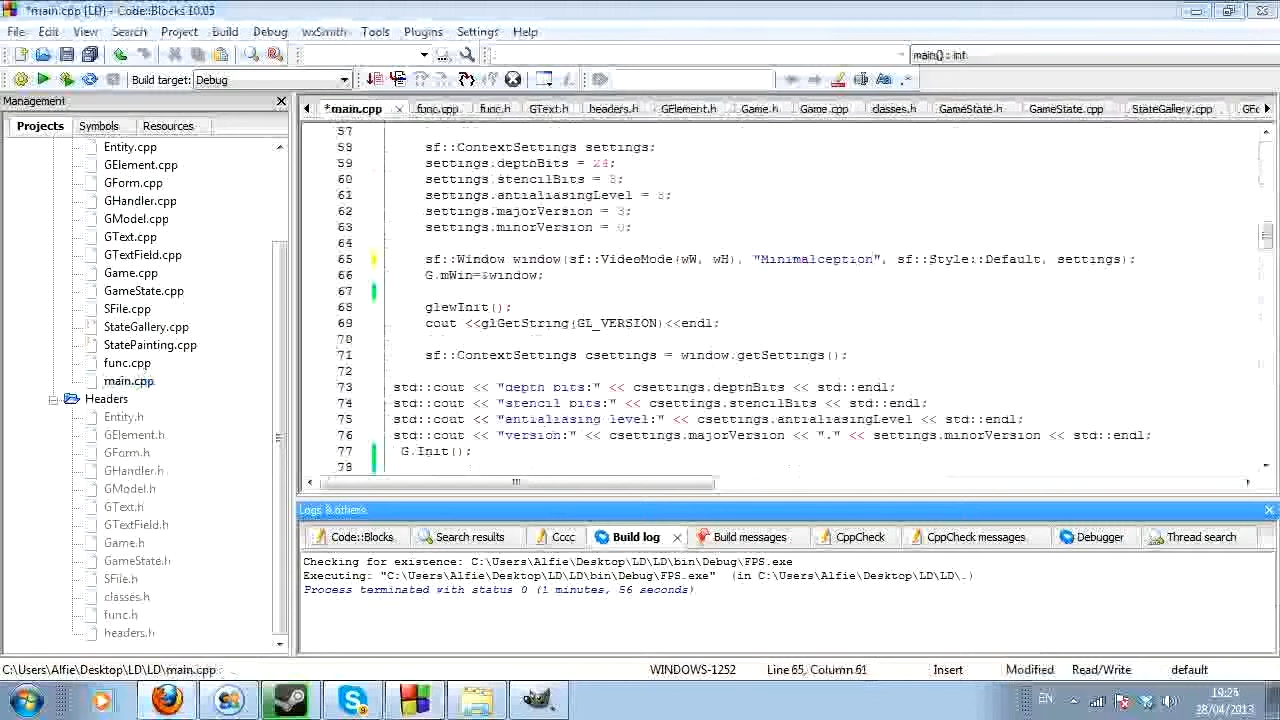 *main.cpp [LD] - Code::Blocks 10.05
File Edit View Search Project Build Debug wxSmith Tools Plugins Settings Help
main() : int
Build target: Debug
Management
Projects Symbols Resources
Entity.cpp
GElement.cpp
GForm.cpp
GHandler.cpp
GModel.cpp
GText.cpp
GTextField.cpp
Game.cpp
GameState.cpp
SFile.cpp
StateGallery.cpp
StatePainting.cpp
func.cpp
main.cpp
Headers
Entity.h
GElement.h
GForm.h
GHandler.h
GModel.h
GText.h
GTextField.h
Game.h
GameState.h
SFile.h
classes.h
func.h
headers.h
*main.cpp func.cpp func.h GText.h headers.h GElement.h Game.h Game.cpp classes.h GameState.h GameState.cpp StateGallery.cpp
57
58 sf::ContextSettings settings;
59 settings.depthBits = 24;
60 settings.stencilBits =
61 settings.antialiasingLevel =
62 settings.majorVersion = 3;
63 settings.minorVersion = 0;
64
65 sf::Window window(sf::VideoMode(wW, wH), "Minimalception", sf::Style::Default, settings);
66 G.mWin=&window;
67
68 glewInit();
69 cout <<glGetString(GL_VERSION)<<endl;
70
71 sf::ContextSettings csettings = window.getSettings();
72
73 std::cout << "depth bits:" << csettings.depthBits << std::endl;
74 std::cout << "stencil bits:" << csettings.stencilBits << std::endl;
75 std::cout << "antialiasing level:" << csettings.antialiasingLevel << std::endl;
76 std::cout << "version:" << csettings.majorVersion << "." << settings.minorVersion << std::endl;
77 G.Init();
78
Logs & others
Code::Blocks Search results Cccc Build log Build messages CppCheck CppCheck messages Debugger Thread search
Checking for existence: C:\Users\Alfie\Desktop\LD\LD\bin\Debug\FPS.exe
Executing: "C:\Users\Alfie\Desktop\LD\LD\bin\Debug\FPS.exe" (in C:\Users\Alfie\Desktop\LD\LD\.)
Process terminated with status 0 (1 minutes, 56 seconds)
C:\Users\Alfie\Desktop\LD\LD\main.cpp WINDOWS-1252 Line 65, Column 61 Insert Modified Read/Write default
EN
28/04/2013